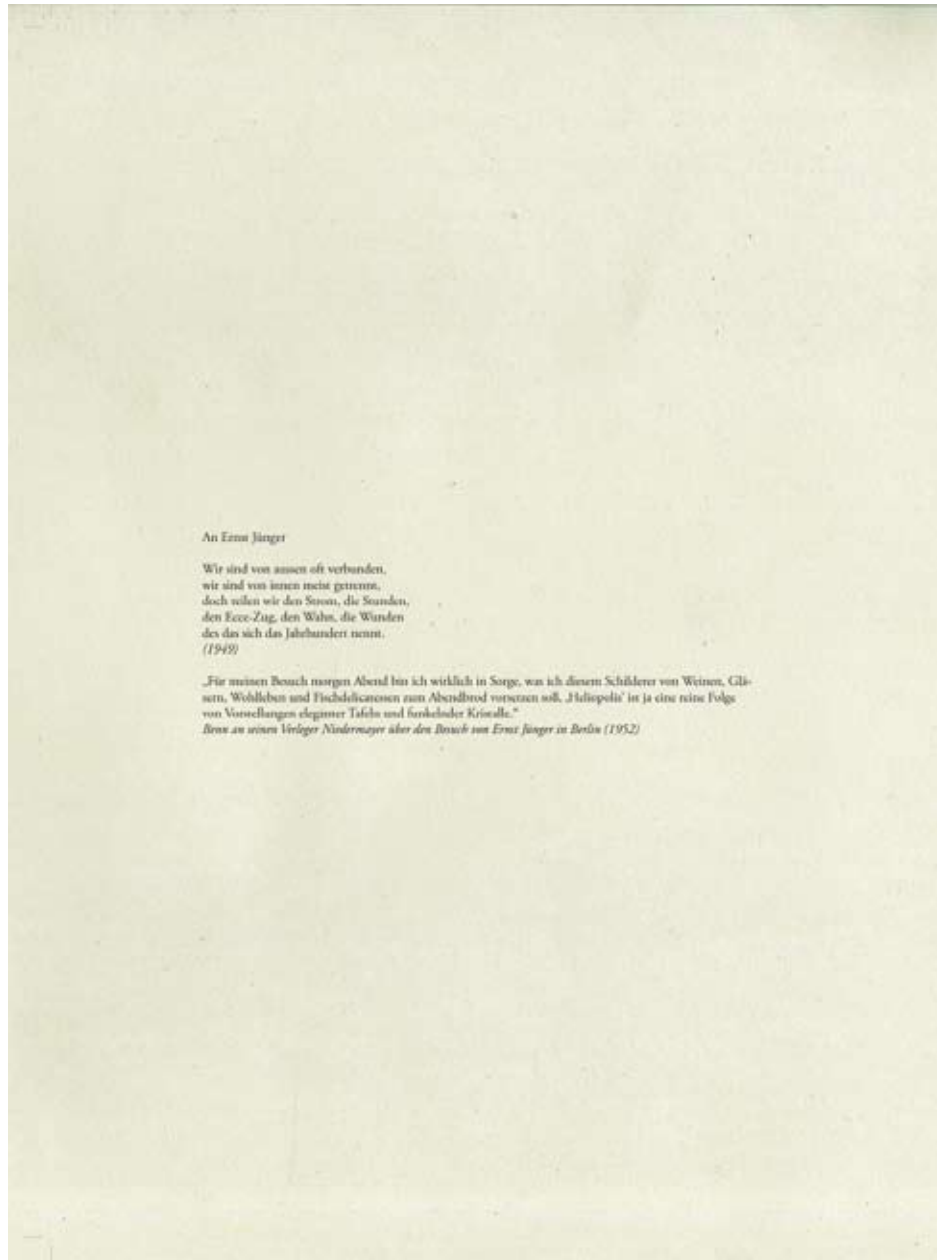 An Ernst Jünger
Wir sind von aussen oft verbunden,
wir sind von innen meist getrennt,
doch teilen wir den Strom, die Stunden,
den Ecce-Zug, den Wahn, die Wunden
des das sich das Jahrhundert nennt.
(1949)
„Für meinen Besuch morgen Abend bin ich wirklich in Sorge, was ich diesem Schilderer von Weinen, Glä-
sern, Wohlleben und Fischdelicatessen zum Abendbrod vorsetzen soll. ‚Heliopolis‘ ist ja eine reine Folge
von Vorstellungen eleganter Tafeln und funkelnder Kristalle.“
Benn an seinen Verleger Niedermayer über den Besuch von Ernst Jünger in Berlin (1952)